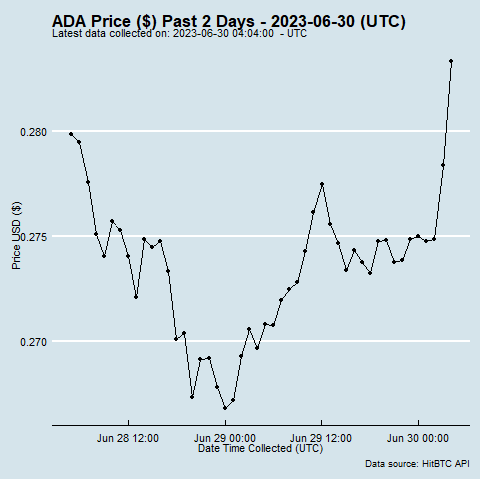 ADA Price ($) Past 2 Days - 2023-06-30 (UTC)
Latest data collected on: 2023-06-30 04:04:00  - UTC
0.280
0.275
0.270
Price USD ($)
Jun 28 12:00
Jun 29 00:00
Jun 29 12:00
Jun 30 00:00
Date Time Collected (UTC)
Data source: HitBTC API